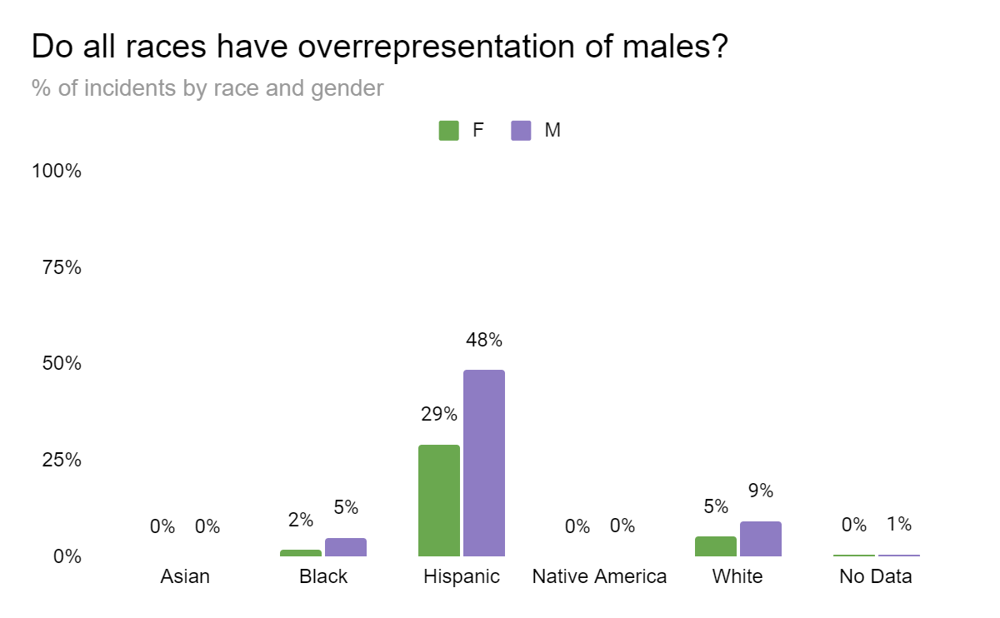 Do all races have overrepresentation of males?
% of incidents by race and gender
F M
100%
75%
50%
25%
0%
0% 0%
2% 5%
29% 48%
0% 0%
5% 9%
0% 1%
Asian Black Hispanic Native America White No Data